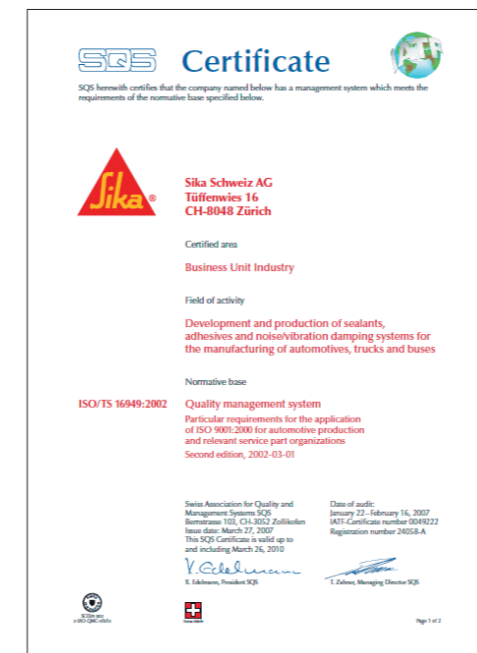 SQS Certificate
SQS herewith certifies that the company named below has a management system which meets the
requirements of the normative base specified below.
Sika®
Sika Schweiz AG
Tüffenwies 16
CH-8048 Zürich
Certified area
Business Unit Industry
Field of activity
Development and production of sealants,
adhesives and noise/vibration damping systems for
the manufacturing of automotives, trucks and buses
Normative base
ISO/TS 16949:2002 Quality management system
Particular requirements for the application
of ISO 9001:2000 for automotive production
and relevant service part organizations
Second edition, 2002-03-01
Swiss Association for Quality and
Management Systems SQS
Bernstrasse 103, CH-3052 Zollikofen
Issue date: March 27, 2007
This SQS Certificate is valid up to
and including March 26, 2010
X. Edelmann
X. Edelmann, President SQS
Date of audit:
January 22–February 16, 2007
IATF-Certificate number 0049222
Registration number 24058-A
T. Zahner, Managing Director SQS
Page 1 of 2